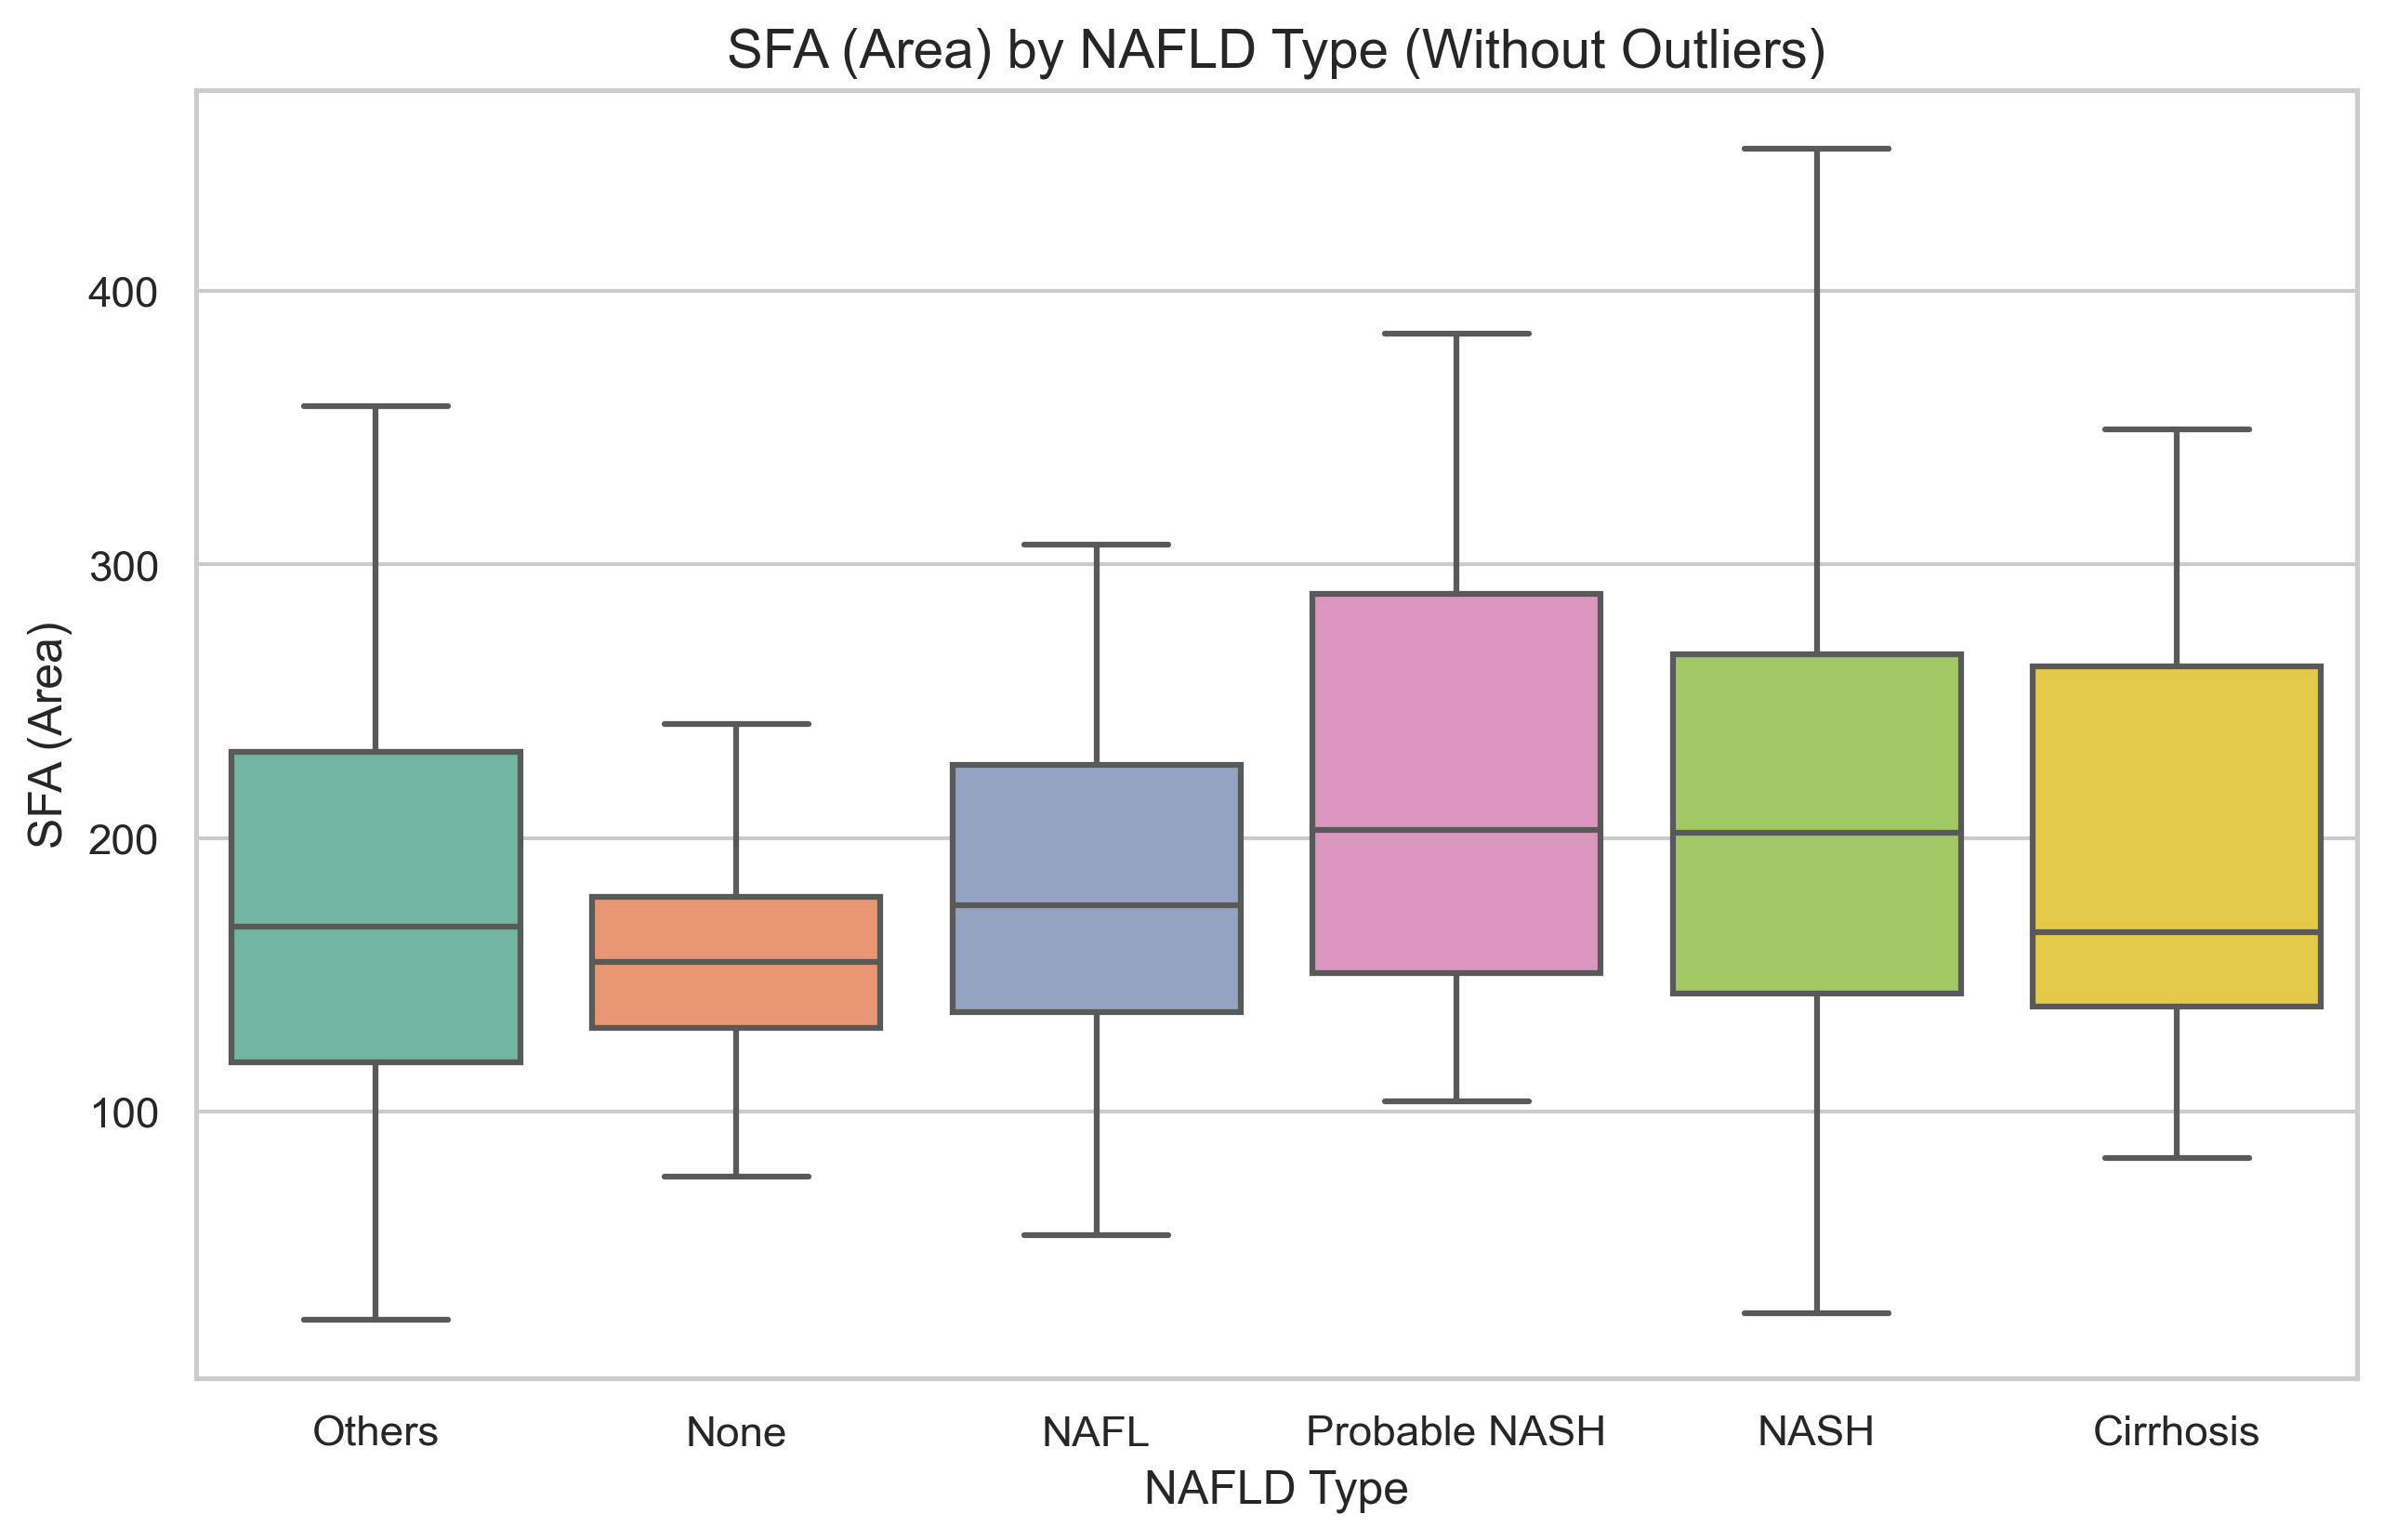 SFA (Area) by NAFLD Type (Without Outliers)
SFA (Area)
400
300
200
100
Others None NAFL Probable NASH NASH Cirrhosis
NAFLD Type